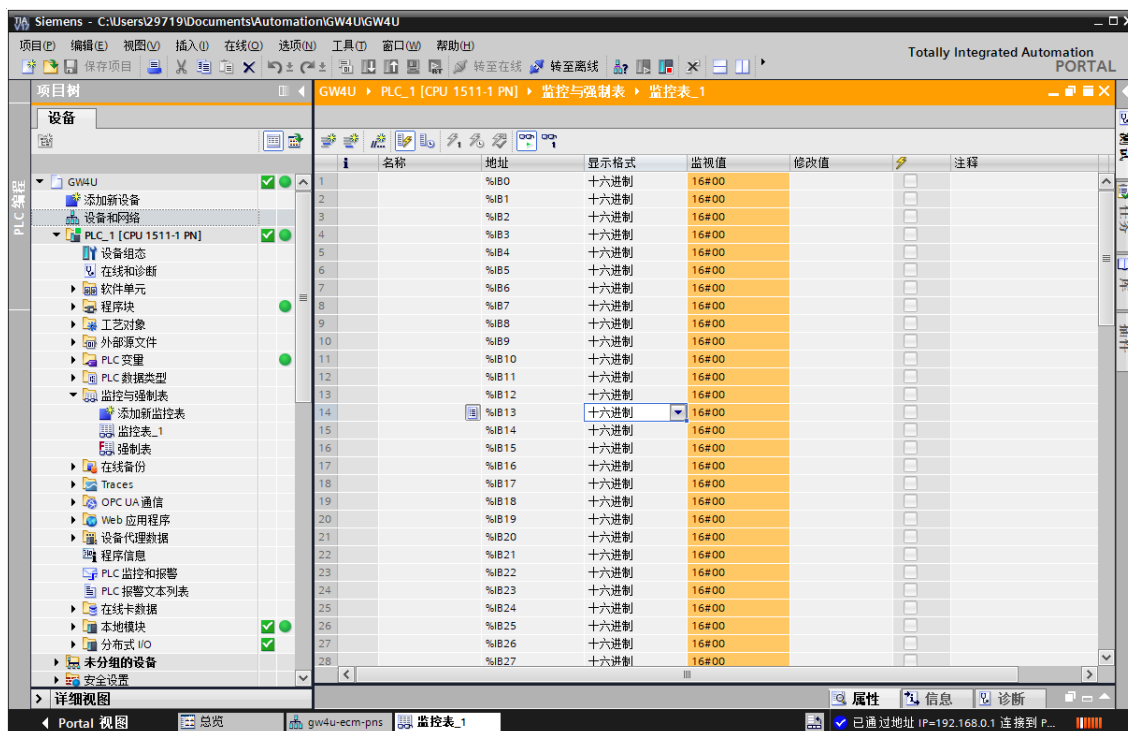 Siemens - C:\Users\29719\Documents\Automation\GW4U\GW4U
项目(P) 编辑(E) 视图(V) 插入(I) 在线(O) 选项(N) 工具(T) 窗口(W) 帮助(H)
Totally Integrated Automation
PORTAL
保存项目 转至在线 转至离线
项目树
GW4U PLC_1 [CPU 1511-1 PN] 监控与强制表 监控表_1
设备
PLC 编程
i 名称 地址 显示格式 监视值 修改值 注释
GW4U
添加新设备
设备和网络
PLC_1 [CPU 1511-1 PN]
设备组态
在线和诊断
软件单元
程序块
工艺对象
外部源文件
PLC 变量
PLC 数据类型
监控与强制表
添加新监控表
监控表_1
强制表
在线备份
Traces
OPC UA 通信
Web 应用程序
设备代理数据
程序信息
PLC 监控和报警
PLC 报警文本列表
在线卡数据
本地模块
分布式 I/O
未分组的设备
安全设置
1 %IB0 十六进制 16#00
2 %IB1 十六进制 16#00
3 %IB2 十六进制 16#00
4 %IB3 十六进制 16#00
5 %IB4 十六进制 16#00
6 %IB5 十六进制 16#00
7 %IB6 十六进制 16#00
8 %IB7 十六进制 16#00
9 %IB8 十六进制 16#00
10 %IB9 十六进制 16#00
11 %IB10 十六进制 16#00
12 %IB11 十六进制 16#00
13 %IB12 十六进制 16#00
14 %IB13 十六进制 16#00
15 %IB14 十六进制 16#00
16 %IB15 十六进制 16#00
17 %IB16 十六进制 16#00
18 %IB17 十六进制 16#00
19 %IB18 十六进制 16#00
20 %IB19 十六进制 16#00
21 %IB20 十六进制 16#00
22 %IB21 十六进制 16#00
23 %IB22 十六进制 16#00
24 %IB23 十六进制 16#00
25 %IB24 十六进制 16#00
26 %IB25 十六进制 16#00
27 %IB26 十六进制 16#00
28 %IB27 十六进制 16#00
任务
详细视图
属性 信息 诊断
Portal 视图 总览 gw4u-ecm-pns 监控表_1 已通过地址 IP=192.168.0.1 连接到 P...